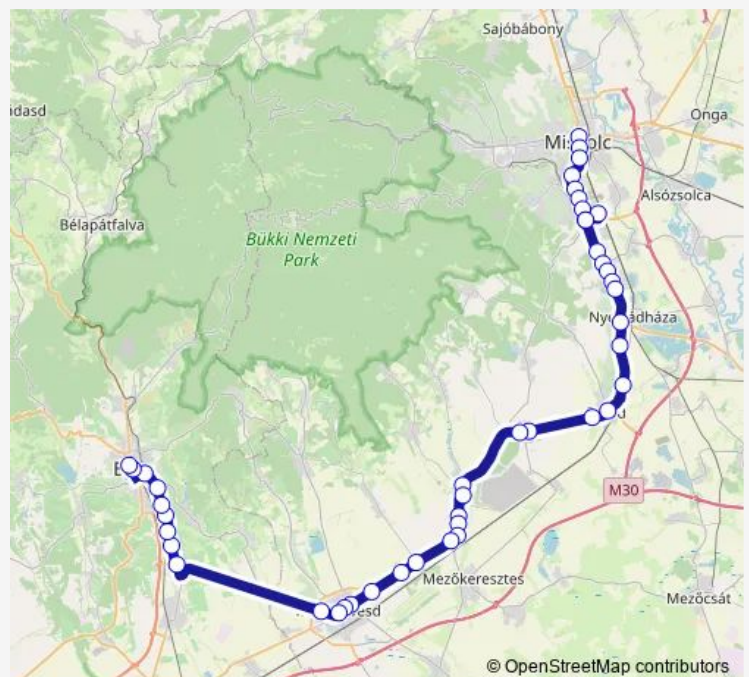 Sajóbábony
Onga
Alsózsolca
Bélapátfalva
Bükki Nemzeti
Park
M30
Mezőkeresztes
Mezőcsát
© OpenStreetMap contributors